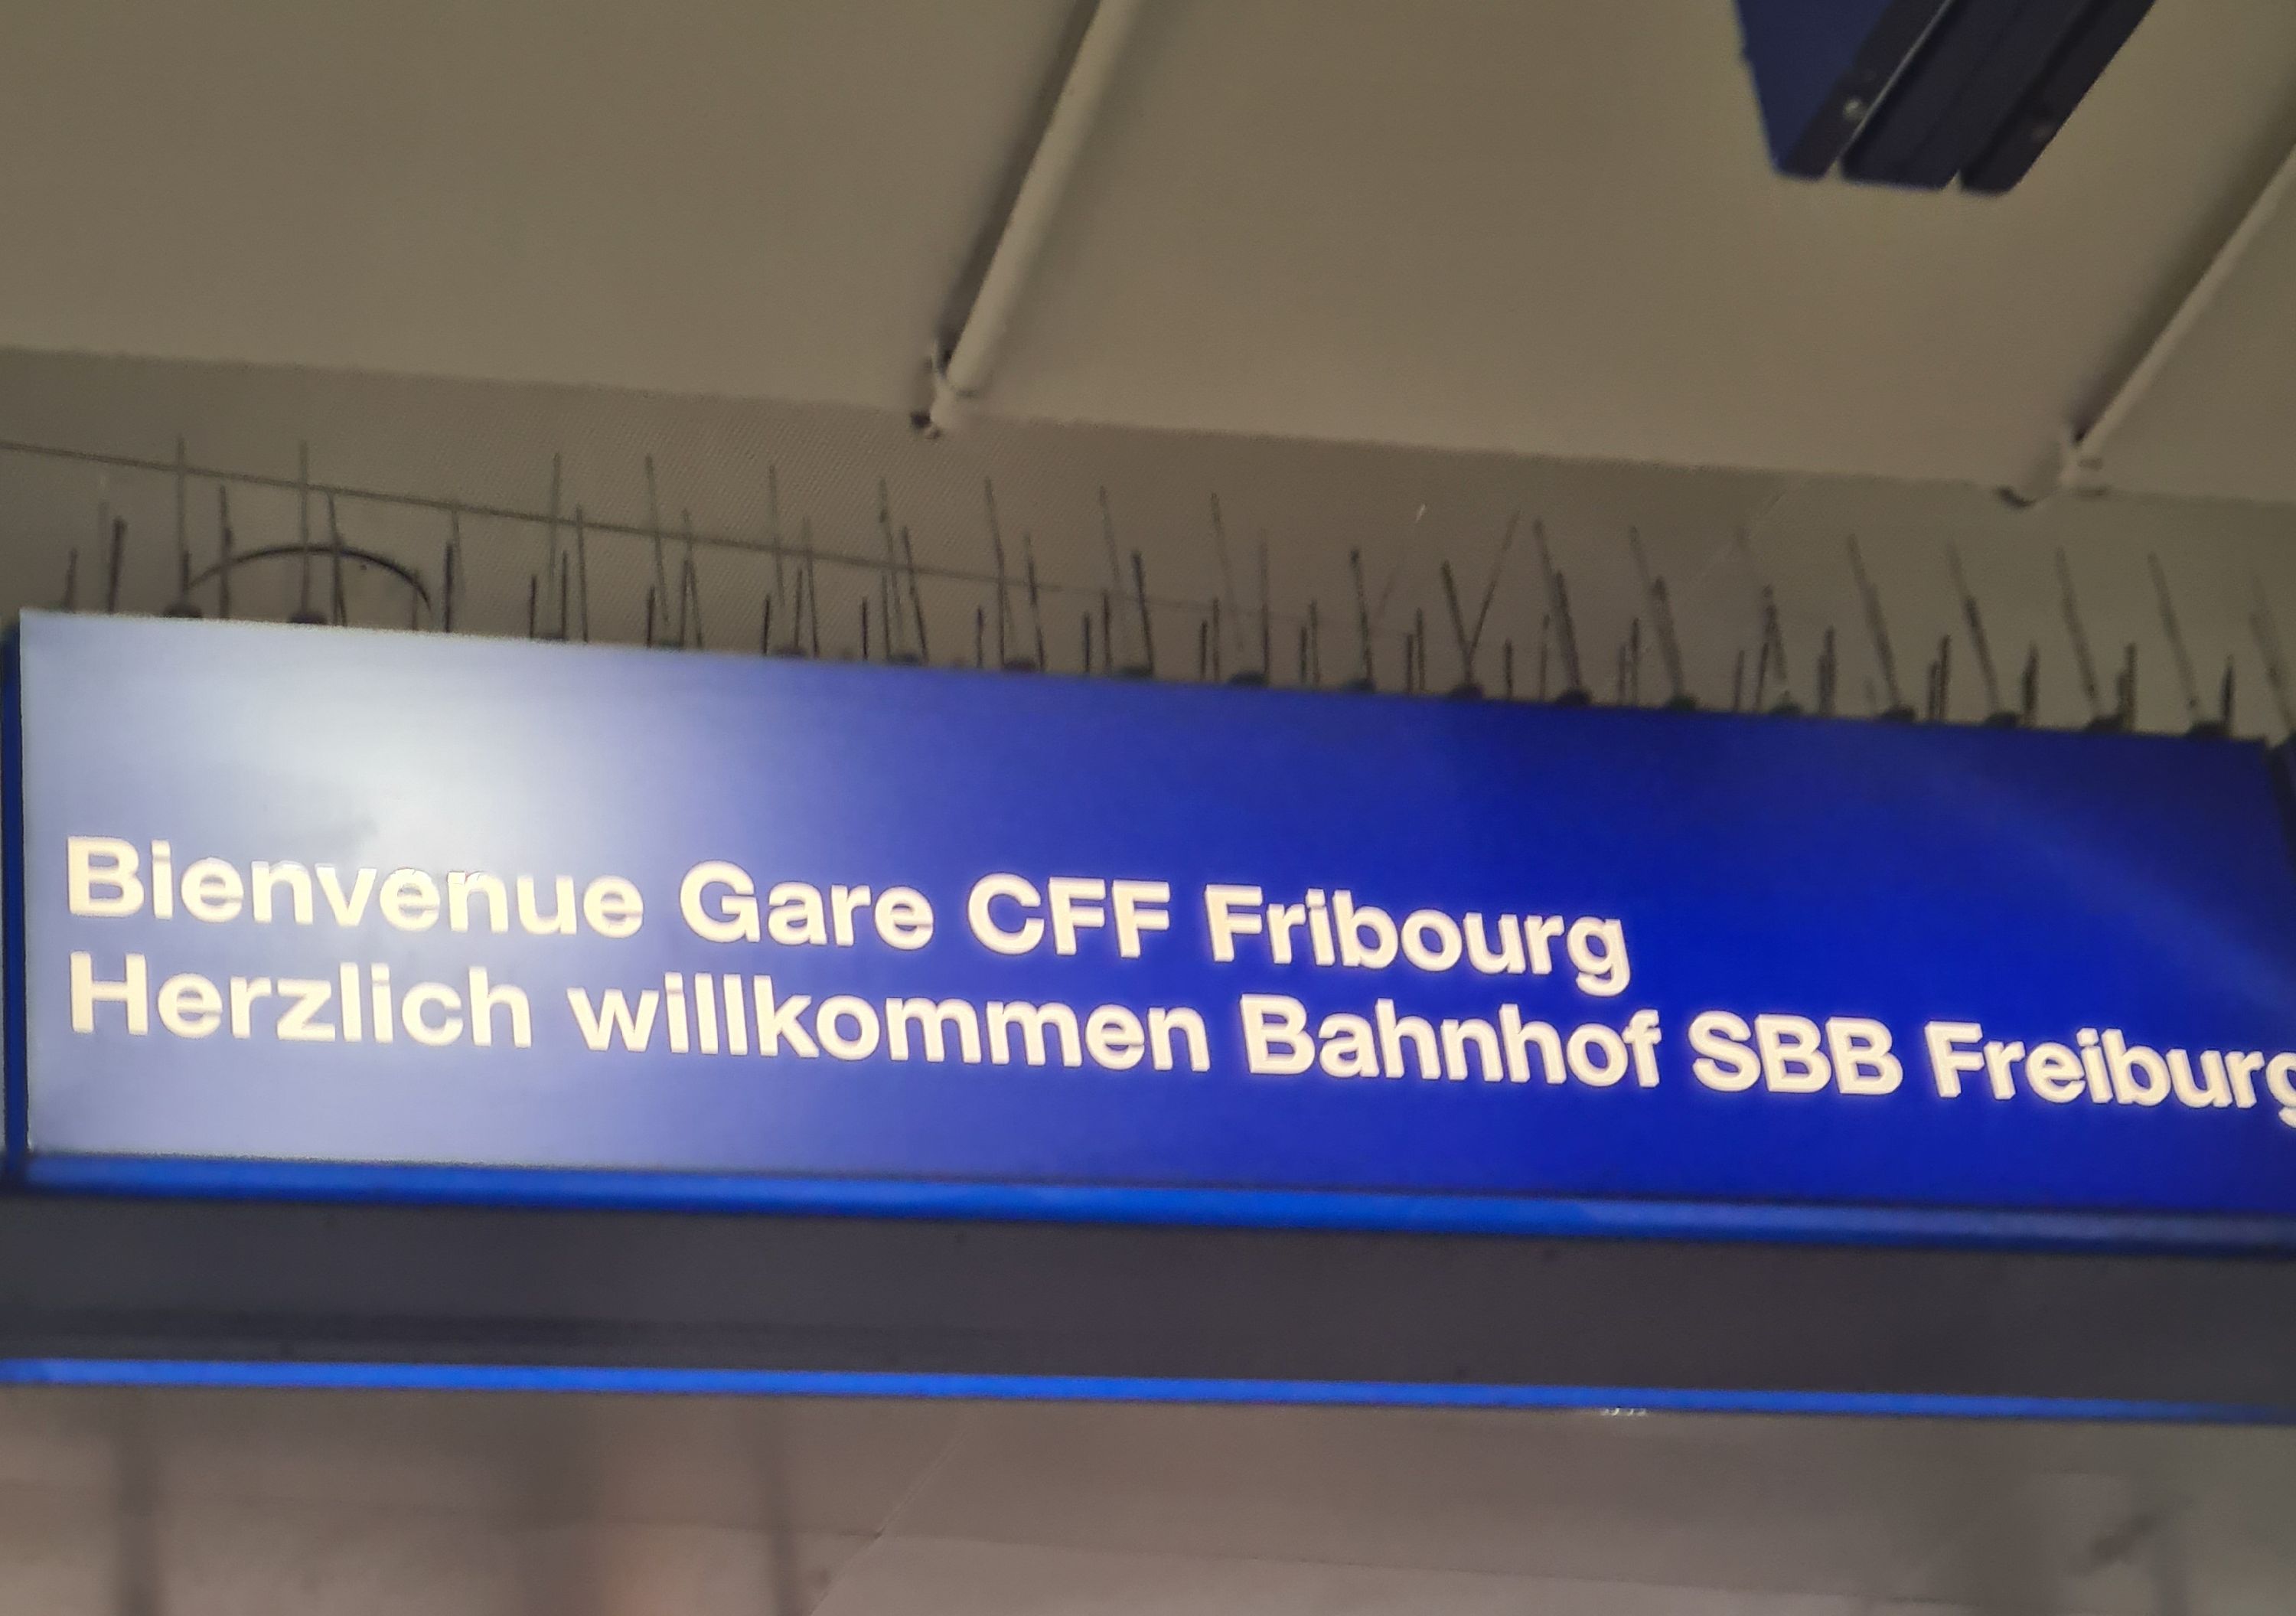 Bienvenue Gare CFF Fribourg
Herzlich willkommen Bahnhof SBB Freiburg